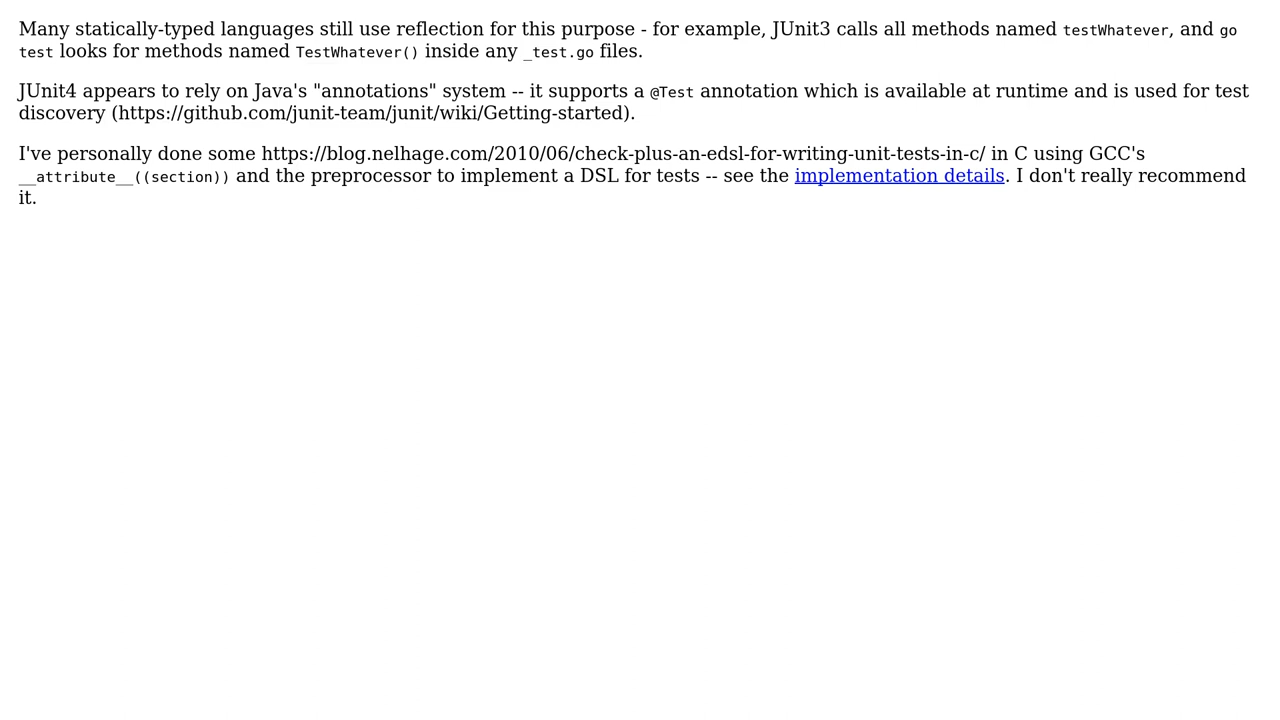 Many statically-typed languages still use reflection for this purpose - for example, JUnit3 calls all methods named testWhatever, and go
test looks for methods named TestWhatever() inside any _test.go files.
JUnit4 appears to rely on Java's "annotations" system -- it supports a @Test annotation which is available at runtime and is used for test
discovery (https://github.com/junit-team/junit/wiki/Getting-started).
I've personally done some https://blog.nelhage.com/2010/06/check-plus-an-edsl-for-writing-unit-tests-in-c/ in C using GCC's
__attribute__((section)) and the preprocessor to implement a DSL for tests -- see the implementation details. I don't really recommend
it.